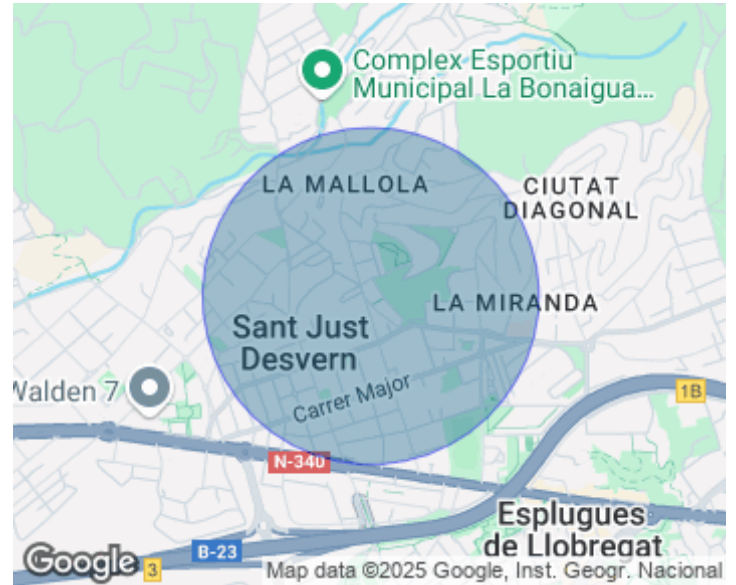 Complex Esportiu
Municipal La Bonaigua...
LA MALLOLA
CIUTAT
DIAGONAL
LA MIRANDA
Sant Just
Desvern
Walden 7
Carrer Major
1B
N-340
Esplugues
de Llobregat
B-23
3
Google
Map data ©2025 Google, Inst. Geogr. Nacional